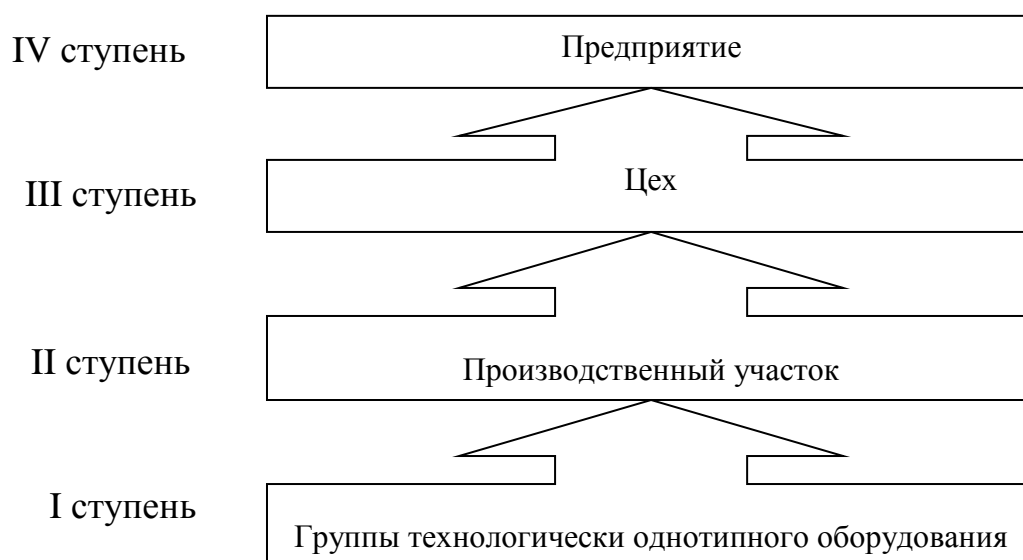 IV ступень
Предприятие
III ступень
Цех
II ступень
Производственный участок
I ступень
Группы технологически однотипного оборудования